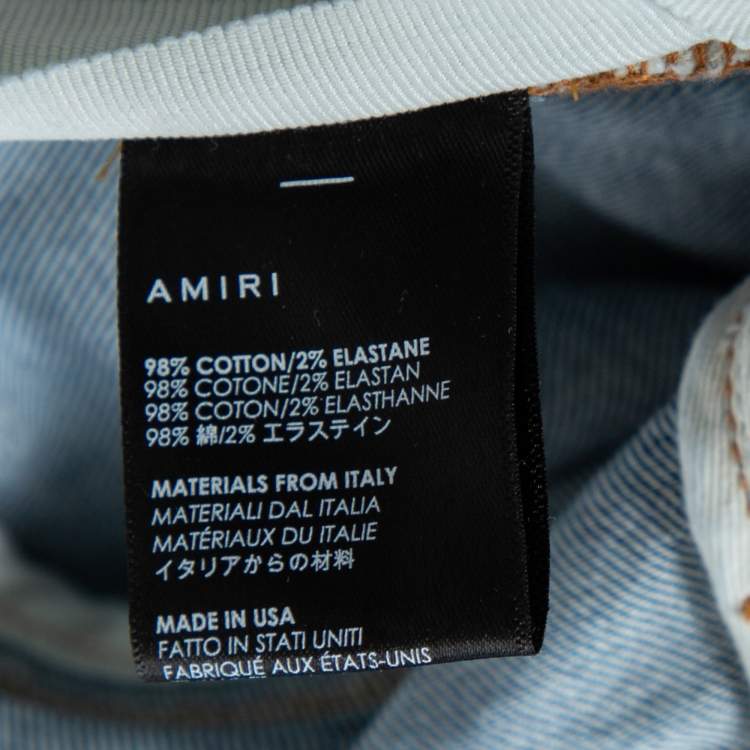 AMIRI
98% COTTON/2% ELASTANE
98% COTONE/2% ELASTAN
98% COTON/2% ELASTHANNE
98% 綿/2% エラステイン
MATERIALS FROM ITALY
MATERIALI DAL ITALIA
MATÉRIAUX DU ITALIE
イタリアからの材料
MADE IN USA
FATTO IN STATI UNITI
FABRIQUÉ AUX ÉTATS-UNIS